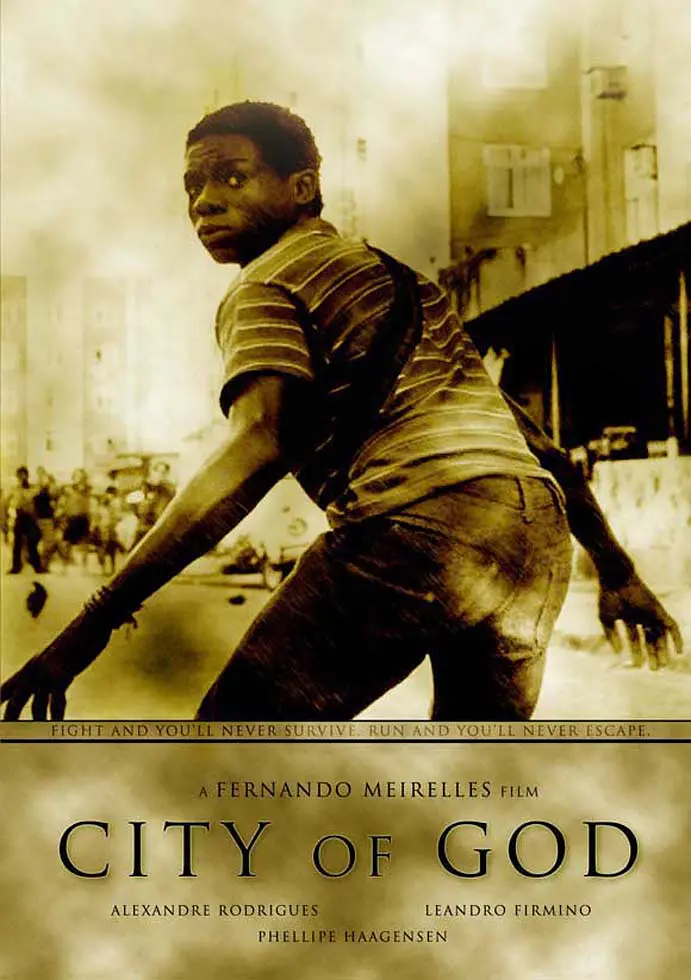 FIGHT AND YOU'LL NEVER SURVIVE. RUN AND YOU'LL NEVER ESCAPE.
A FERNANDO MEIRELLES FILM
CITY OF GOD
ALEXANDRE RODRIGUES LEANDRO FIRMINO
PHELLIPE HAAGENSEN